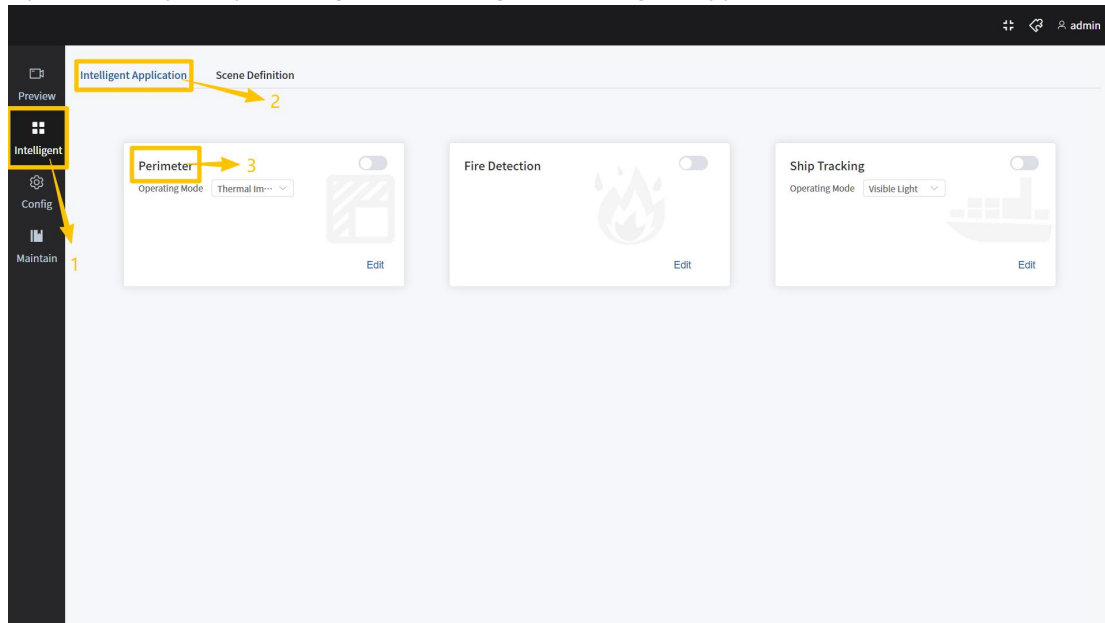 admin
Preview
Intelligent
Config
Maintain
1
Intelligent Application Scene Definition
2
Perimeter 3
Operating Mode Thermal Im···
Edit
Fire Detection
Edit
Ship Tracking
Operating Mode Visible Light
Edit